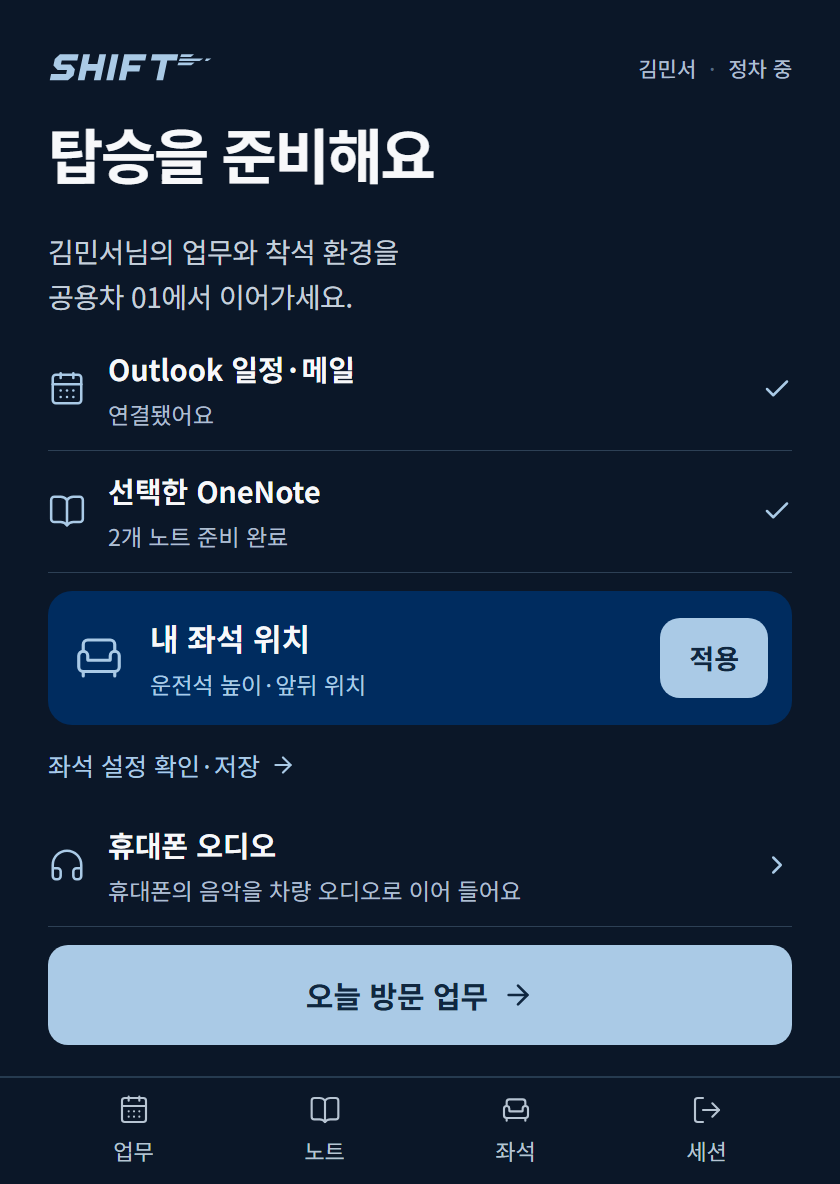 SHIFT
김민서 · 정차 중
탑승을 준비해요
김민서님의 업무와 착석 환경을
공용차 01에서 이어가세요.
Outlook 일정·메일
연결됐어요
선택한 OneNote
2개 노트 준비 완료
내 좌석 위치
운전석 높이·앞뒤 위치
적용
좌석 설정 확인·저장 →
휴대폰 오디오
휴대폰의 음악을 차량 오디오로 이어 들어요
오늘 방문 업무 →
업무
노트
좌석
세션